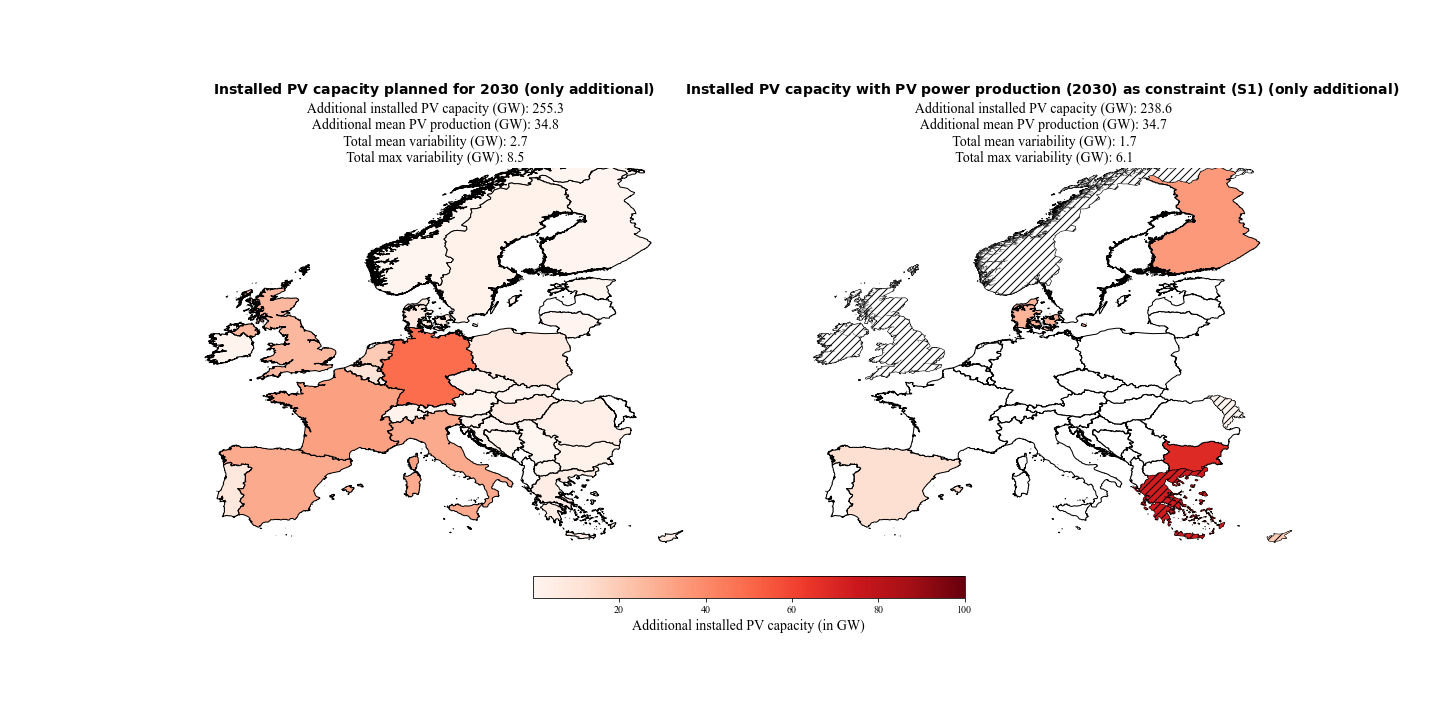 Installed PV capacity planned for 2030 (only additional)
Additional installed PV capacity (GW): 255.3
Additional mean PV production (GW): 34.8
Total mean variability (GW): 2.7
Total max variability (GW): 8.5
Installed PV capacity with PV power production (2030) as constraint (S1) (only additional)
Additional installed PV capacity (GW): 238.6
Additional mean PV production (GW): 34.7
Total mean variability (GW): 1.7
Total max variability (GW): 6.1
20 40 60 80 100
Additional installed PV capacity (in GW)